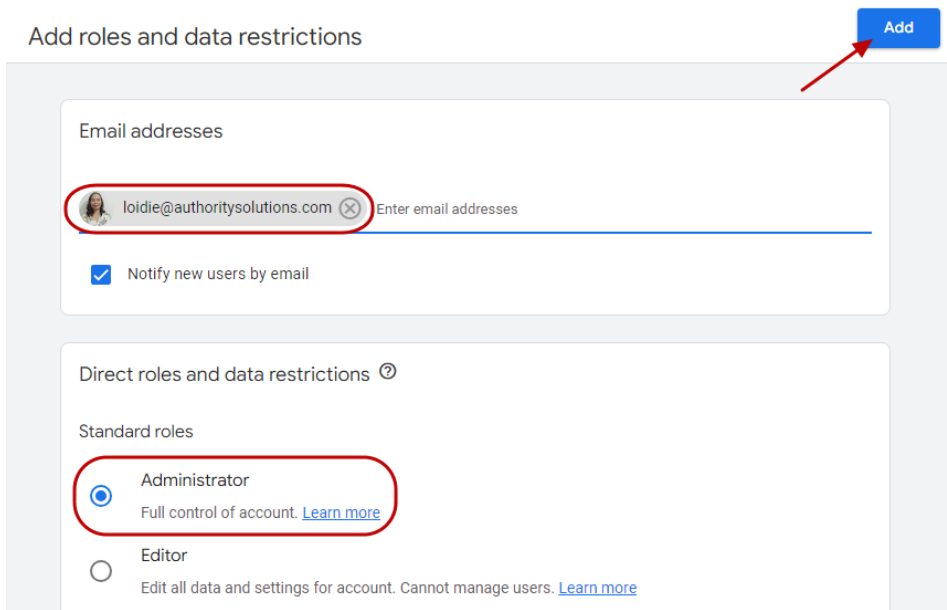 Add roles and data restrictions
Add
Email addresses
loidie@authoritysolutions.com
Enter email addresses
Notify new users by email
Direct roles and data restrictions
Standard roles
Administrator
Full control of account. Learn more
Editor
Edit all data and settings for account. Cannot manage users. Learn more